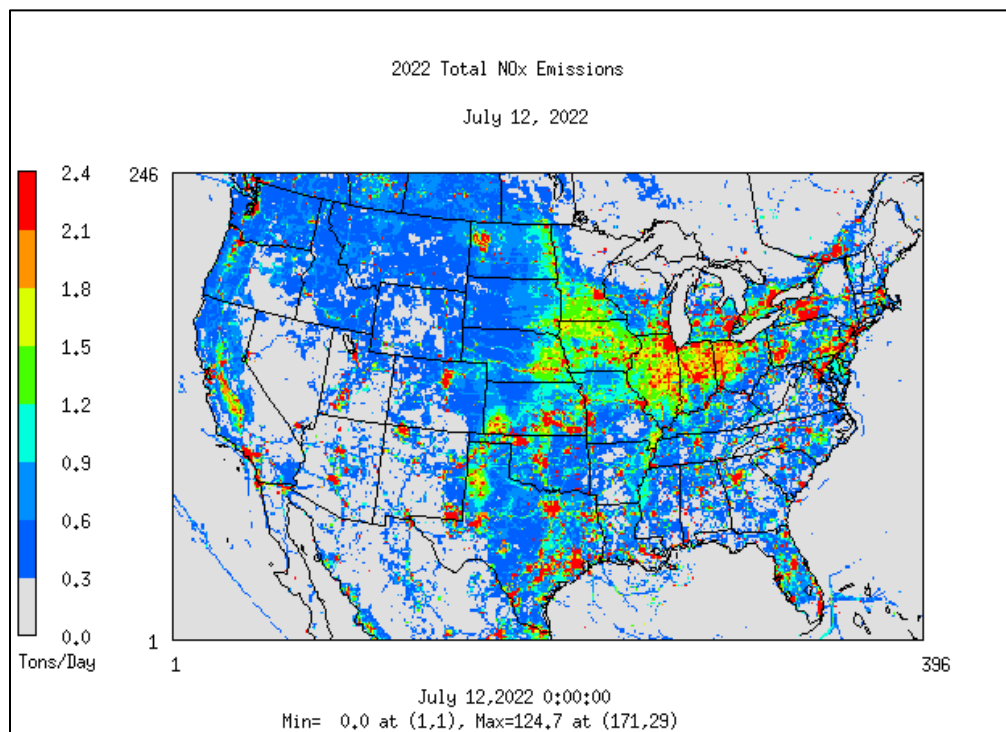 2022 Total NOx Emissions
July 12, 2022
2.4
2.1
1.8
1.5
1.2
0.9
0.6
0.3
0.0
Tons/Day
246
1
1
396
July 12,2022 0:00:00
Min= 0.0 at (1,1), Max=124.7 at (171,29)